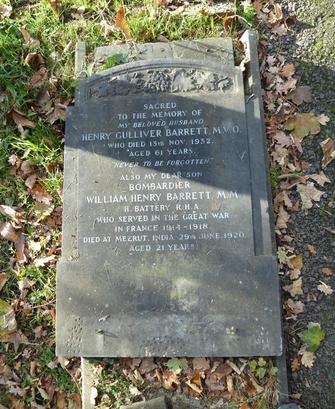 SACRED
TO THE MEMORY OF
MY BELOVED HUSBAND
HENRY GULLIVER BARRETT, M.V.O.
WHO DIED 13TH NOV. 1932.
AGED 61 YEARS.
"NEVER TO BE FORGOTTEN"
ALSO MY DEAR SON
BOMBARDIER
WILLIAM HENRY BARRETT, M.M.
H. BATTERY R.H.A.
WHO SERVED IN THE GREAT WAR
IN FRANCE 1914-1918
DIED AT MEERUT, INDIA 29TH JUNE 1920,
AGED 21 YEARS.